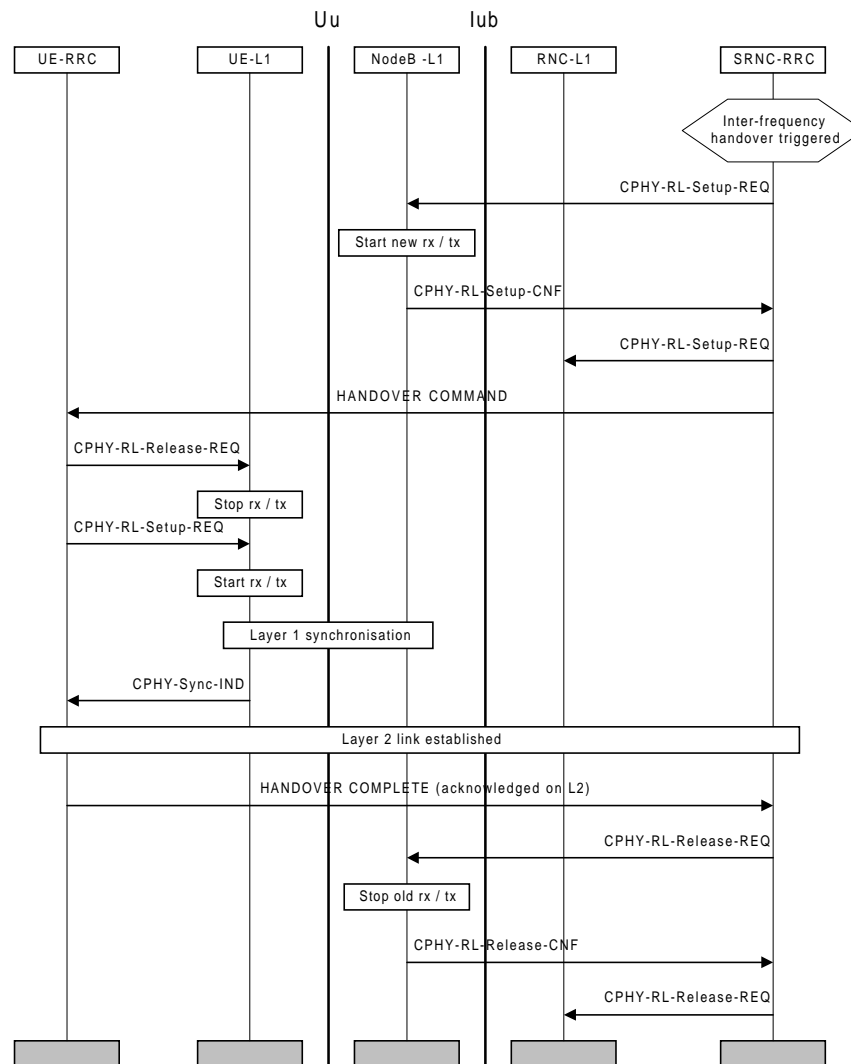 Uu Iub
UE-RRC UE-L1 NodeB -L1 RNC-L1 SRNC-RRC
Inter-frequency
handover triggered
CPHY-RL-Setup-REQ
Start new rx / tx
CPHY-RL-Setup-CNF
CPHY-RL-Setup-REQ
HANDOVER COMMAND
CPHY-RL-Release-REQ
Stop rx / tx
CPHY-RL-Setup-REQ
Start rx / tx
Layer 1 synchronisation
CPHY-Sync-IND
Layer 2 link established
HANDOVER COMPLETE (acknowledged on L2)
CPHY-RL-Release-REQ
Stop old rx / tx
CPHY-RL-Release-CNF
CPHY-RL-Release-REQ